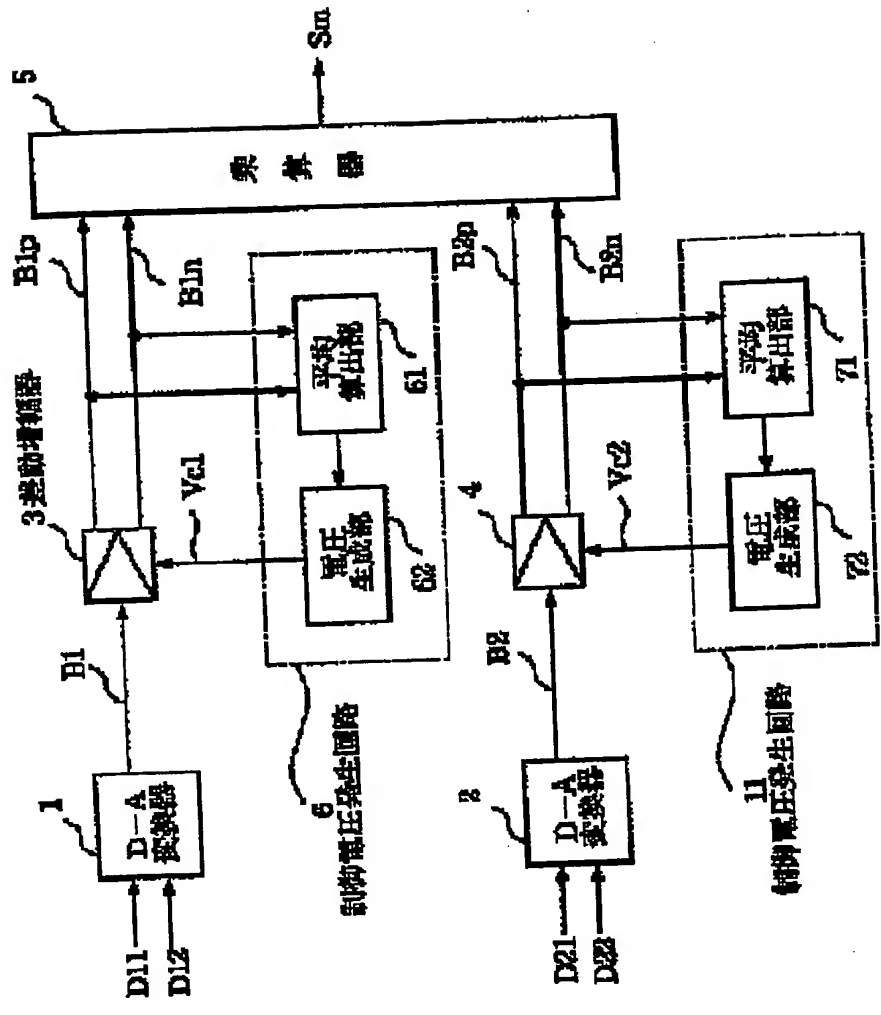 D11
D12
1
D-A
変換器
B1
3差動増幅器
B1p
B1n
5
乗
算
器
Sm
Vc1
電圧
生成部
62
平均
算出部
61
6
制御電圧発生回路
D21
D22
2
D-A
変換器
B2
4
B2p
B2n
Vc2
電圧
生成部
72
平均
算出部
71
11
制御電圧発生回路